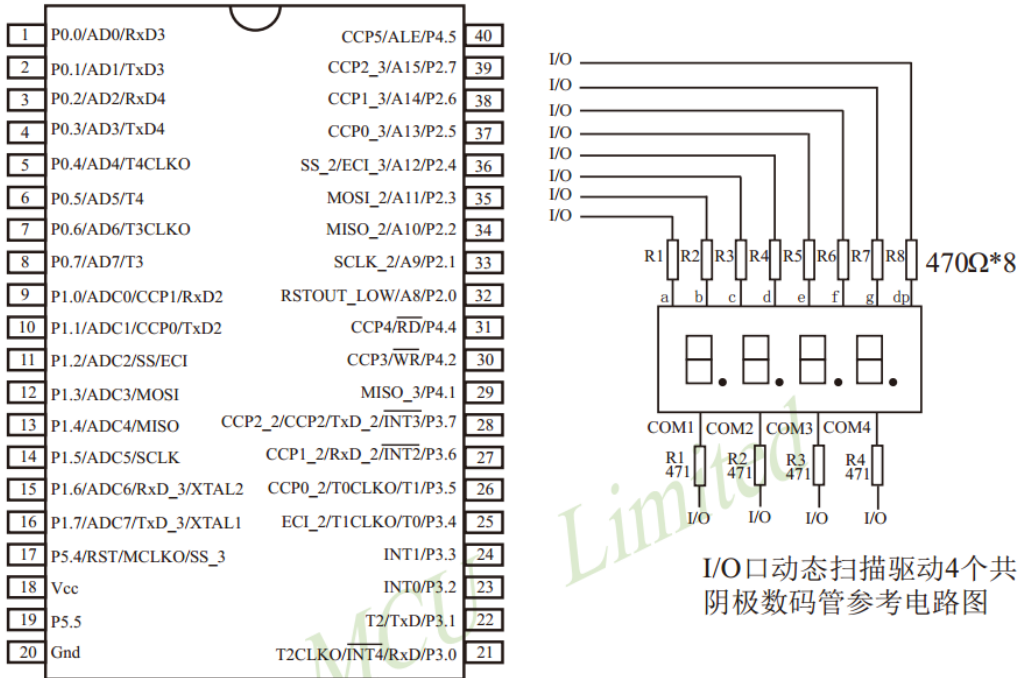 1 P0.0/AD0/RxD3 CCP5/ALE/P4.5 40
2 P0.1/AD1/TxD3 CCP2_3/A15/P2.7 39
3 P0.2/AD2/RxD4 CCP1_3/A14/P2.6 38
4 P0.3/AD3/TxD4 CCP0_3/A13/P2.5 37
5 P0.4/AD4/T4CLKO SS_2/ECI_3/A12/P2.4 36
6 P0.5/AD5/T4 MOSI_2/A11/P2.3 35
7 P0.6/AD6/T3CLKO MISO_2/A10/P2.2 34
8 P0.7/AD7/T3 SCLK_2/A9/P2.1 33
9 P1.0/ADC0/CCP1/RxD2 RSTOUT_LOW/A8/P2.0 32
10 P1.1/ADC1/CCP0/TxD2 CCP4/RD/P4.4 31
11 P1.2/ADC2/SS/ECI CCP3/WR/P4.2 30
12 P1.3/ADC3/MOSI MISO_3/P4.1 29
13 P1.4/ADC4/MISO CCP2_2/CCP2/TxD_2/INT3/P3.7 28
14 P1.5/ADC5/SCLK CCP1_2/RxD_2/INT2/P3.6 27
15 P1.6/ADC6/RxD_3/XTAL2 CCP0_2/T0CLKO/T1/P3.5 26
16 P1.7/ADC7/TxD_3/XTAL1 ECI_2/T1CLKO/T0/P3.4 25
17 P5.4/RST/MCLKO/SS_3 INT1/P3.3 24
18 Vcc INT0/P3.2 23
19 P5.5 T2/TxD/P3.1 22
20 Gnd T2CLKO/INT4/RxD/P3.0 21
I/O
I/O
I/O
I/O
I/O
I/O
I/O
I/O
R1 R2 R3 R4 R5 R6 R7 R8 470Ω*8
a b c d e f g dp
COM1 COM2 COM3 COM4
R1 R2 R3 R4
471 471 471 471
I/O I/O I/O I/O
I/O口动态扫描驱动4个共
阴极数码管参考电路图
MCU Limited